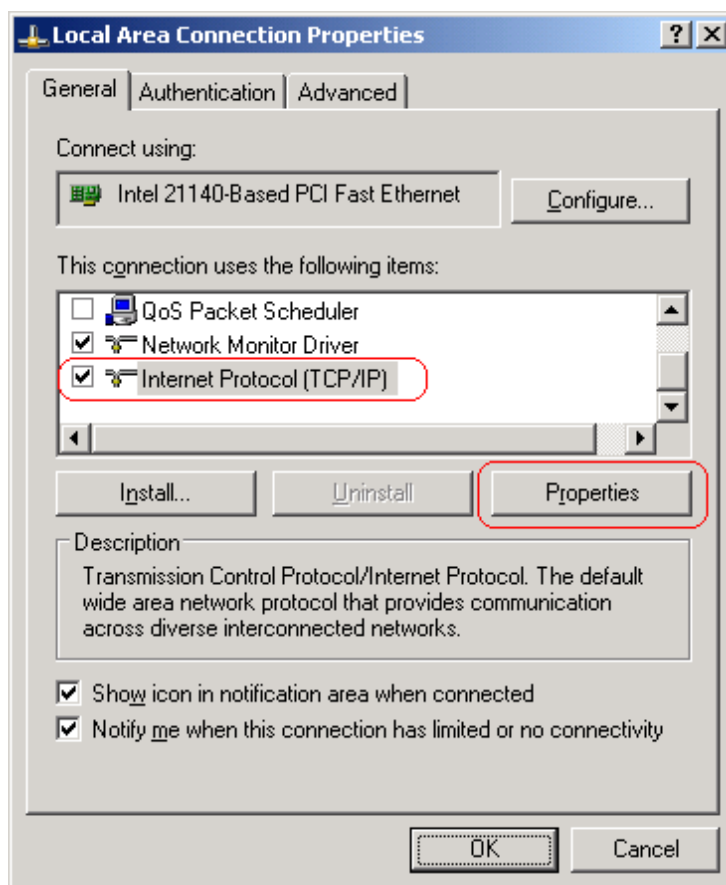 Local Area Connection Properties
General Authentication Advanced
Connect using:
Intel 21140-Based PCI Fast Ethernet Configure...
This connection uses the following items:
QoS Packet Scheduler
Network Monitor Driver
Internet Protocol (TCP/IP)
Install... Uninstall Properties
Description
Transmission Control Protocol/Internet Protocol. The default
wide area network protocol that provides communication
across diverse interconnected networks.
Show icon in notification area when connected
Notify me when this connection has limited or no connectivity
OK Cancel